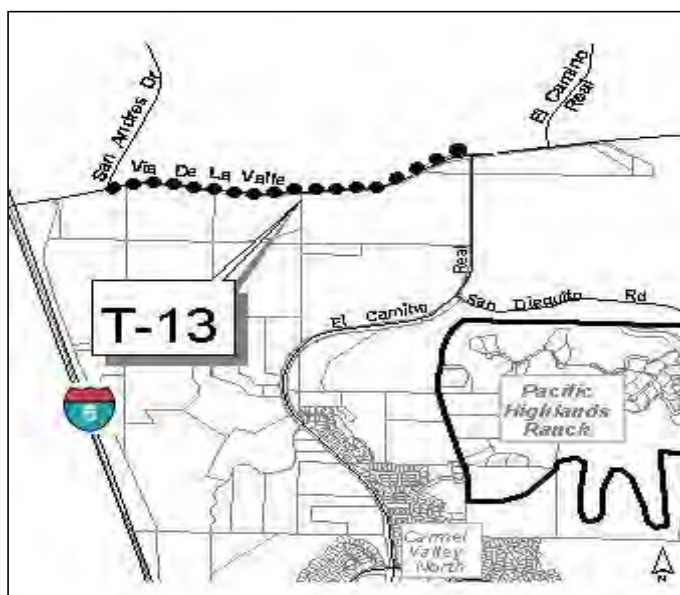 San Andres Dr
El Camino
Real
Via De La Valle
T-13
El Camino
Real
San Dieguito Rd
5
Pacific
Highlands
Ranch
Carmel
Valley
North
N